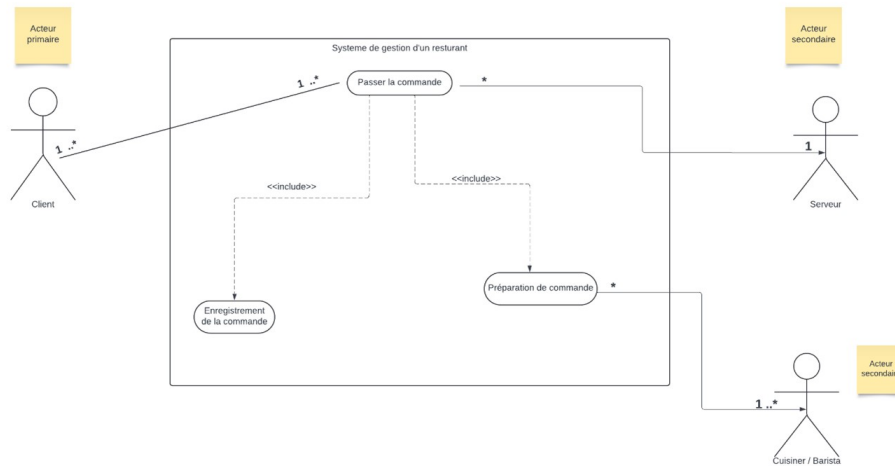 Acteur
primaire
Acteur
secondaire
Systeme de gestion d'un resturant
Passer la commande
1 ..*
*
1 ..*
1
<<include>>
<<include>>
Client
Serveur
Préparation de commande
*
Enregistrement
de la commande
Acteur
secondair
1 ..*
Cuisiner / Barista